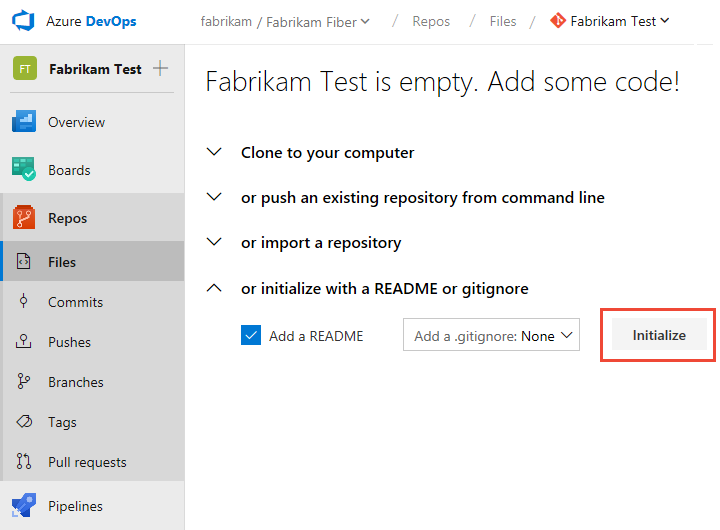 Azure DevOps
fabrikam / Fabrikam Fiber / Repos / Files / Fabrikam Test
FT Fabrikam Test
Overview
Boards
Repos
Files
Commits
Pushes
Branches
Tags
Pull requests
Pipelines
Fabrikam Test is empty. Add some code!
Clone to your computer
or push an existing repository from command line
or import a repository
or initialize with a README or gitignore
Add a README Add a .gitignore: None Initialize